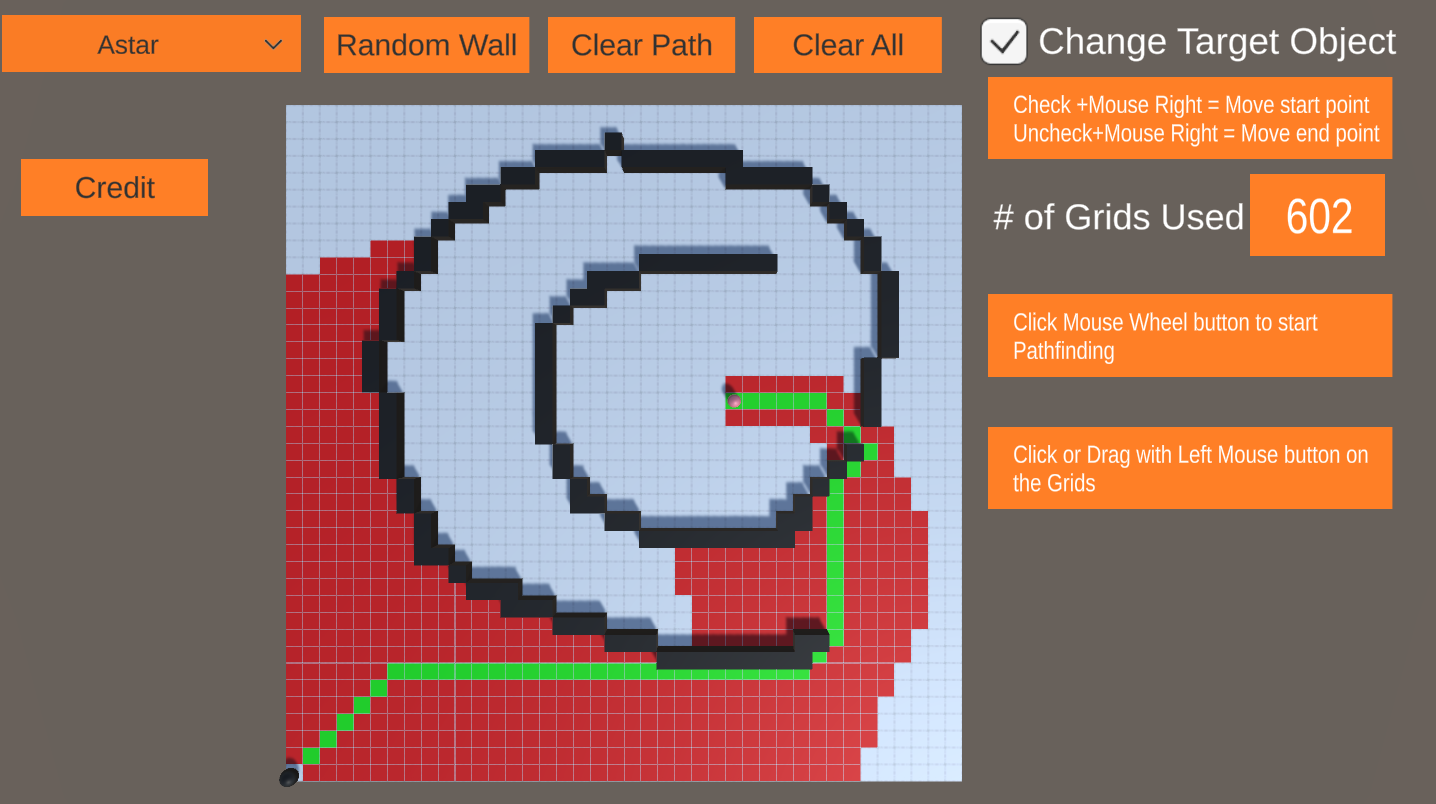 Astar
Random Wall
Clear Path
Clear All
Change Target Object
Check +Mouse Right = Move start point
Uncheck+Mouse Right = Move end point
Credit
# of Grids Used
602
Click Mouse Wheel button to start
Pathfinding
Click or Drag with Left Mouse button on
the Grids